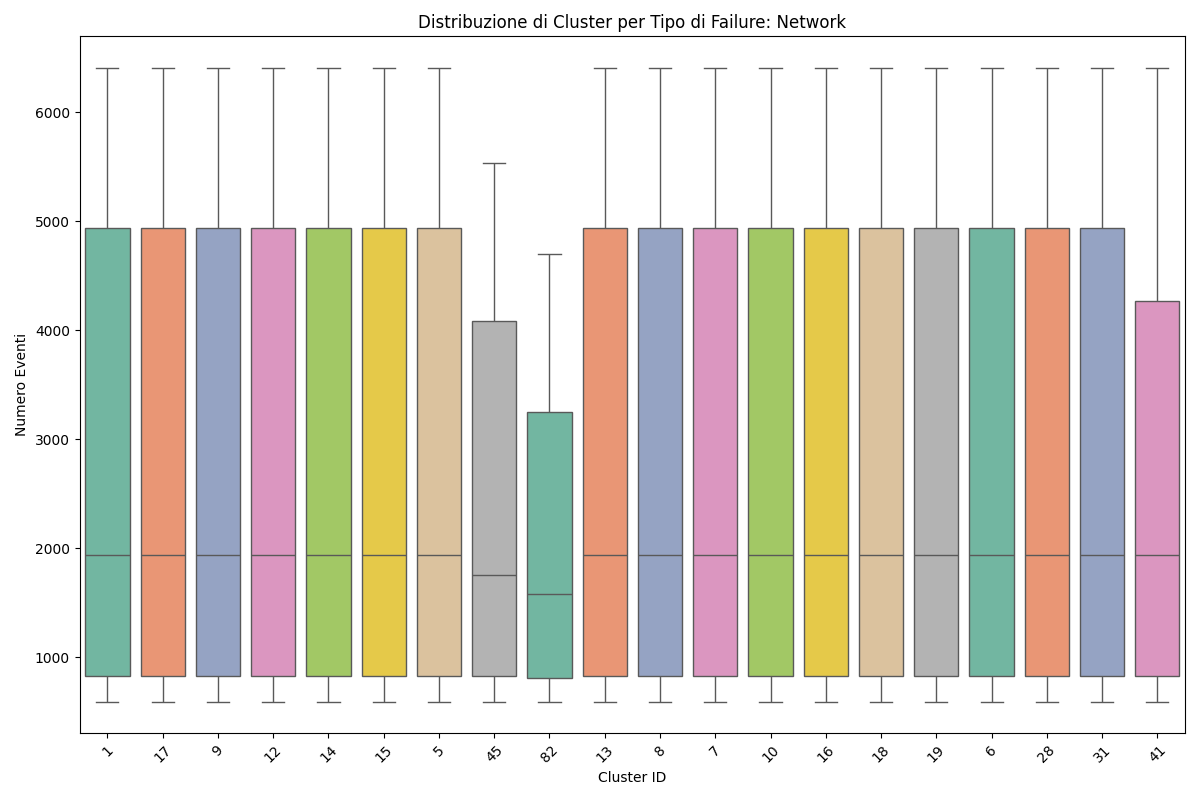 Distribuzione di Cluster per Tipo di Failure: Network
Numero Eventi
6000
5000
4000
3000
2000
1000
1 17 9 12 14 15 5 45 82 13 8 7 10 16 18 19 6 28 31 41
Cluster ID